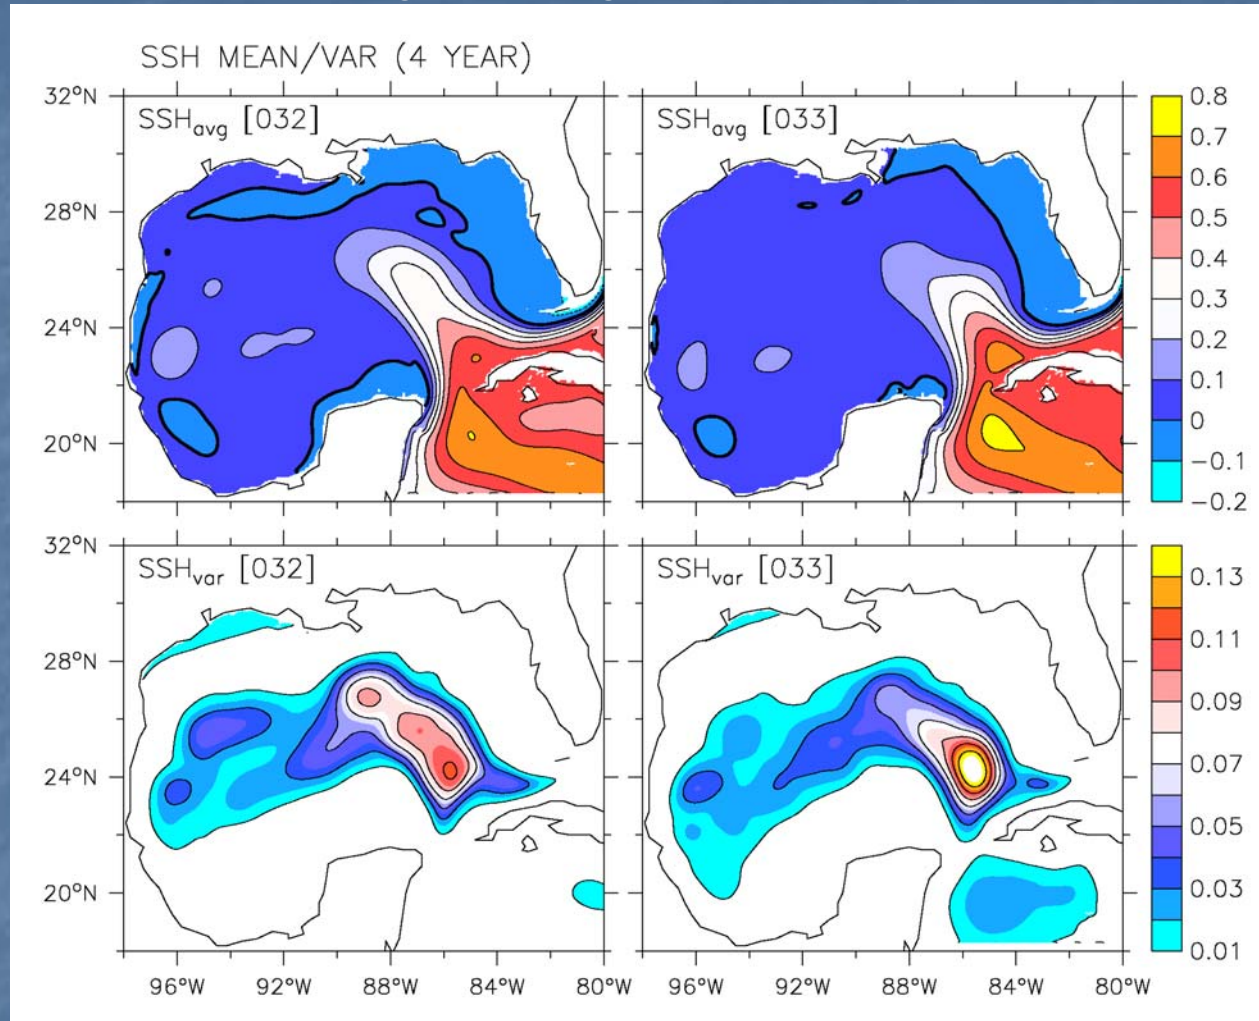 SSH MEAN/VAR (4 YEAR)
32°N
28°N
24°N
20°N
SSHavg [032]
SSHavg [033]
0.8
0.7
0.6
0.5
0.4
0.3
0.2
0.1
0
−0.1
−0.2
32°N
28°N
24°N
20°N
SSHvar [032]
SSHvar [033]
0.13
0.11
0.09
0.07
0.05
0.03
0.01
96°W 92°W 88°W 84°W 80°W 96°W 92°W 88°W 84°W 80°W